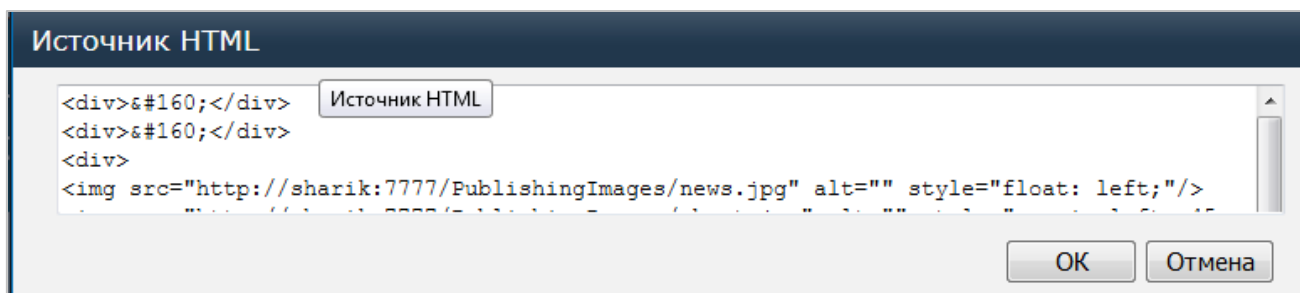 Источник HTML
<div>&#160;</div>
Источник HTML
<div>&#160;</div>
<div>
<img src="http://sharik:7777/PublishingImages/news.jpg" alt="" style="float: left;"/>
ОК
Отмена